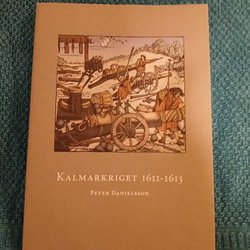 KALMARKRIGET 1611-1613
PETER DANIELSSON